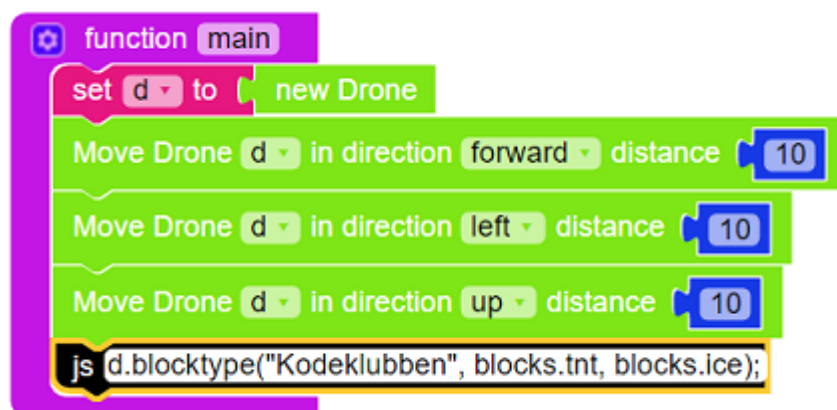 function main
set d to new Drone
Move Drone d in direction forward distance 10
Move Drone d in direction left distance 10
Move Drone d in direction up distance 10
js d.blocktype("Kodeklubben", blocks.tnt, blocks.ice);